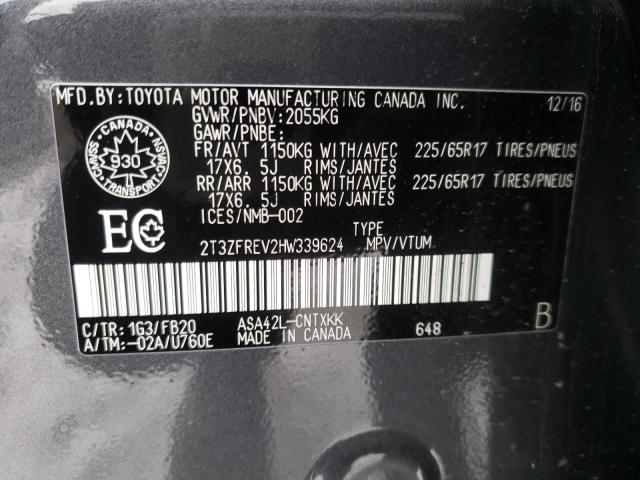 MFD.BY:TOYOTA MOTOR MANUFACTURING CANADA INC. 12/16
GVWR/PNBV:2055KG
GAWR/PNBE:
FR/AVT 1150KG WITH/AVEC 225/65R17 TIRES/PNEUS
17X6.5J RIMS/JANTES
RR/ARR 1150KG WITH/AVEC 225/65R17 TIRES/PNEUS
17X6.5J RIMS/JANTES
ICES/NMB-002
CANADA
CMVSS NSVAC
930
TRANSPORT
EC
TYPE
2T3ZFREV2HW339624 MPV/VTUM
C/TR:1G3/FB20 ASA42L-CNTXKK 648 B
A/TM:-02A/U760E MADE IN CANADA